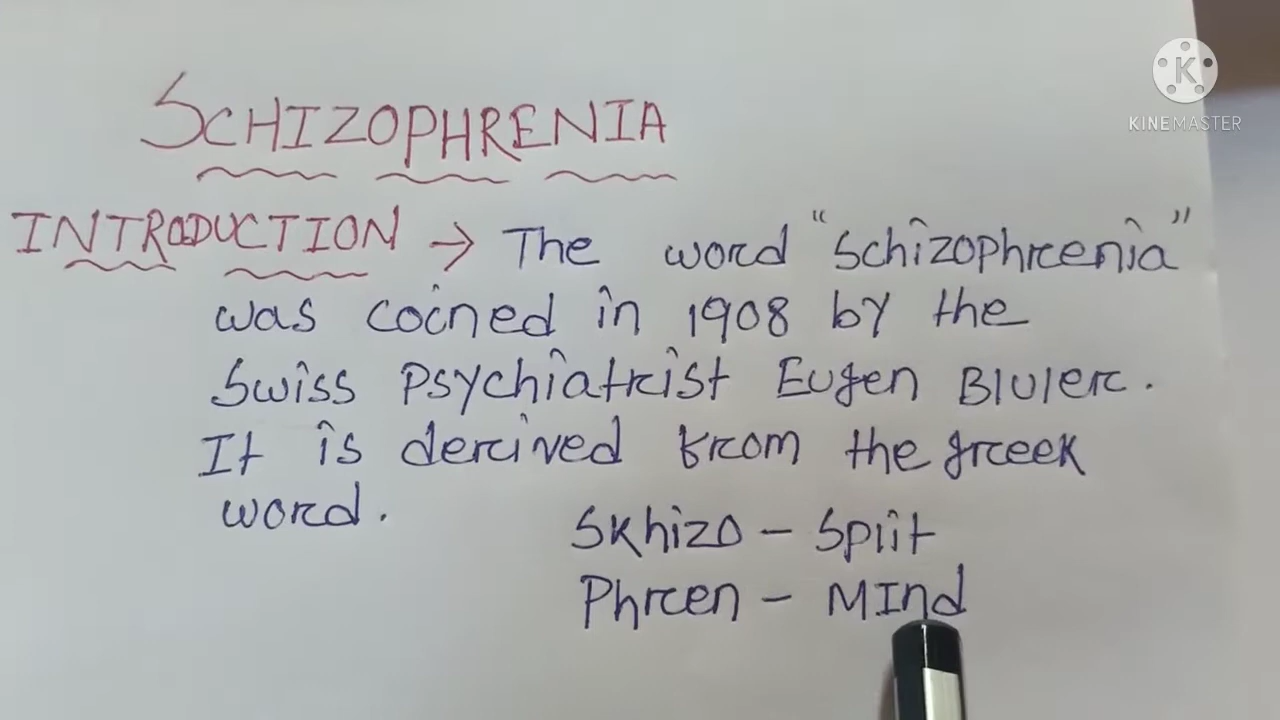 SCHIZOPHRENIA
INTRODUCTION → The word "Schizophrenia"
was coined in 1908 by the
Swiss Psychiatrist Eugen Bluler.
It is derived from the greek
word.
Skhizo – Split
Phren – MInd
K
KINEMASTER